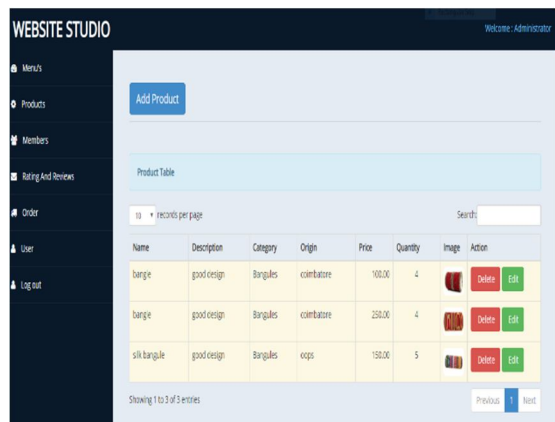 WEBSITE STUDIO
Welcome : Administrator
Menu's
Products
Members
Rating And Reviews
Order
User
Log out
Add Product
Product Table
10 records per page
Search:
Name Description Category Origin Price Quantity Image Action
bangle good design Bangules coimbatore 100.00 4 Delete Edit
bangle good design Bangules coimbatore 250.00 4 Delete Edit
silk bangule good design Bangules oops 150.00 5 Delete Edit
Showing 1 to 3 of 3 entries
Previous 1 Next